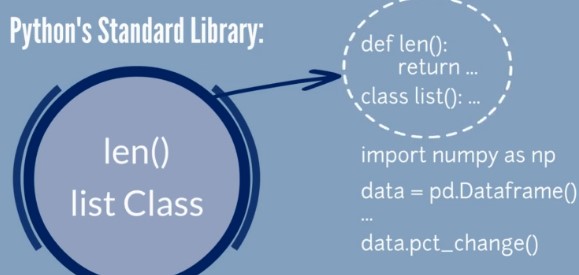 Python's Standard Library:
len()
list Class
def len():
return ...
class list(): ...
import numpy as np
data = pd.Dataframe()
...
data.pct_change()